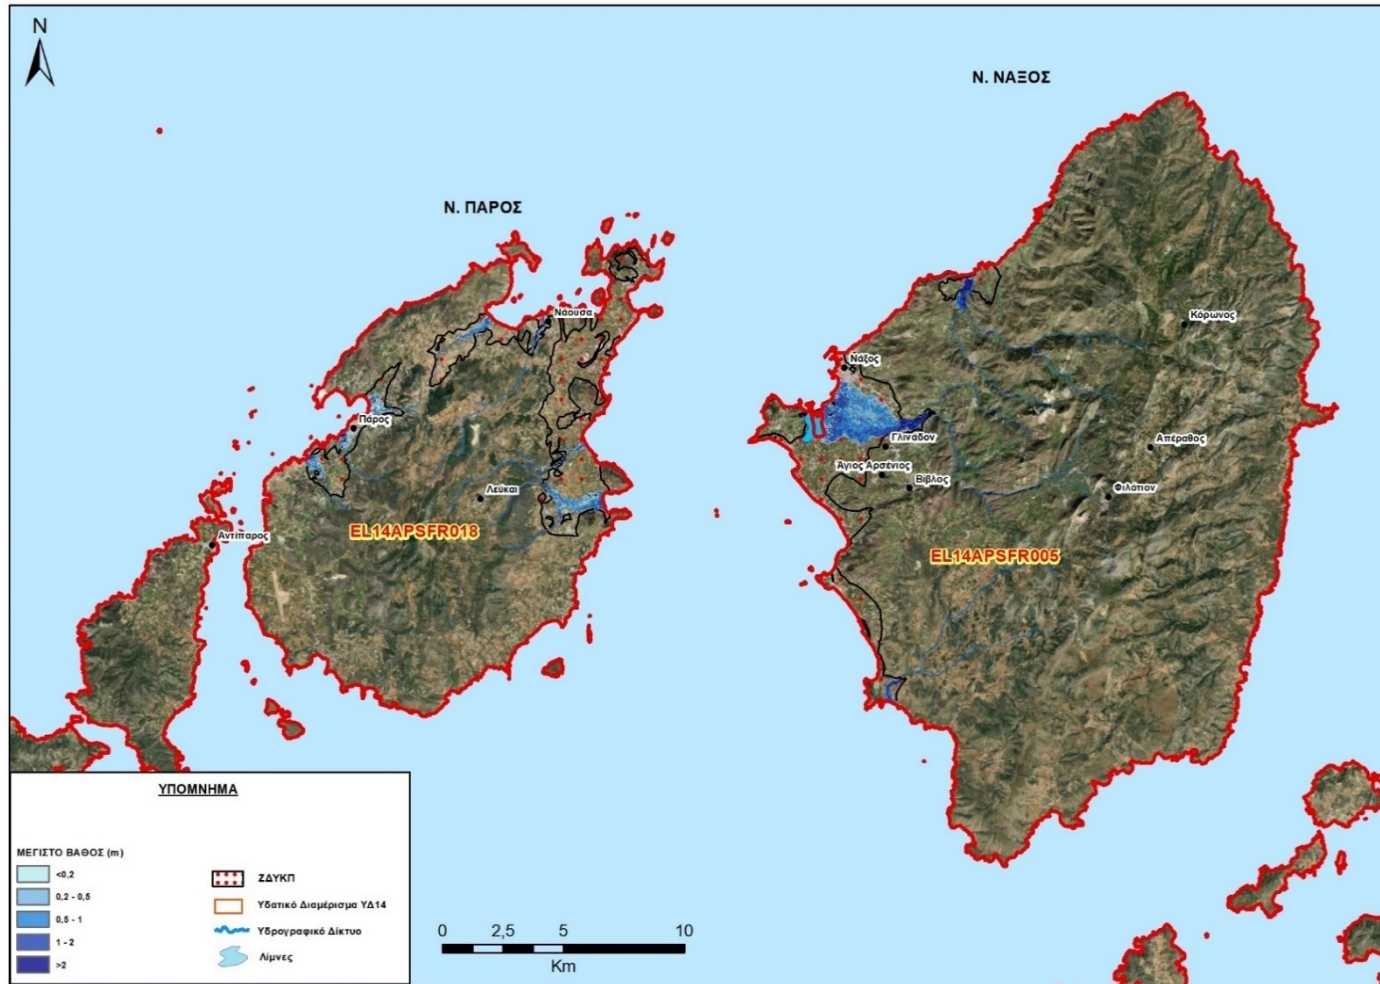 N
Ν. ΝΑΞΟΣ
Ν. ΠΑΡΟΣ
Νάουσα
Κόρωνος
Νάξος
Πάρος
Γλινάδον
Απέραθος
Άγιος Αρσένιος
Βίβλος
Φιλότιον
Λεύκαι
EL14APSFR018
Αντίπαρος
EL14APSFR005
ΥΠΟΜΝΗΜΑ
ΜΕΓΙΣΤΟ ΒΑΘΟΣ (m)
<0,2
0,2 - 0,5
0,5 - 1
1 - 2
>2
ΖΔΥΚΠ
Υδατικό Διαμέρισμα ΥΔ14
Υδρογραφικό Δίκτυο
Λίμνες
0 2,5 5 10
Km